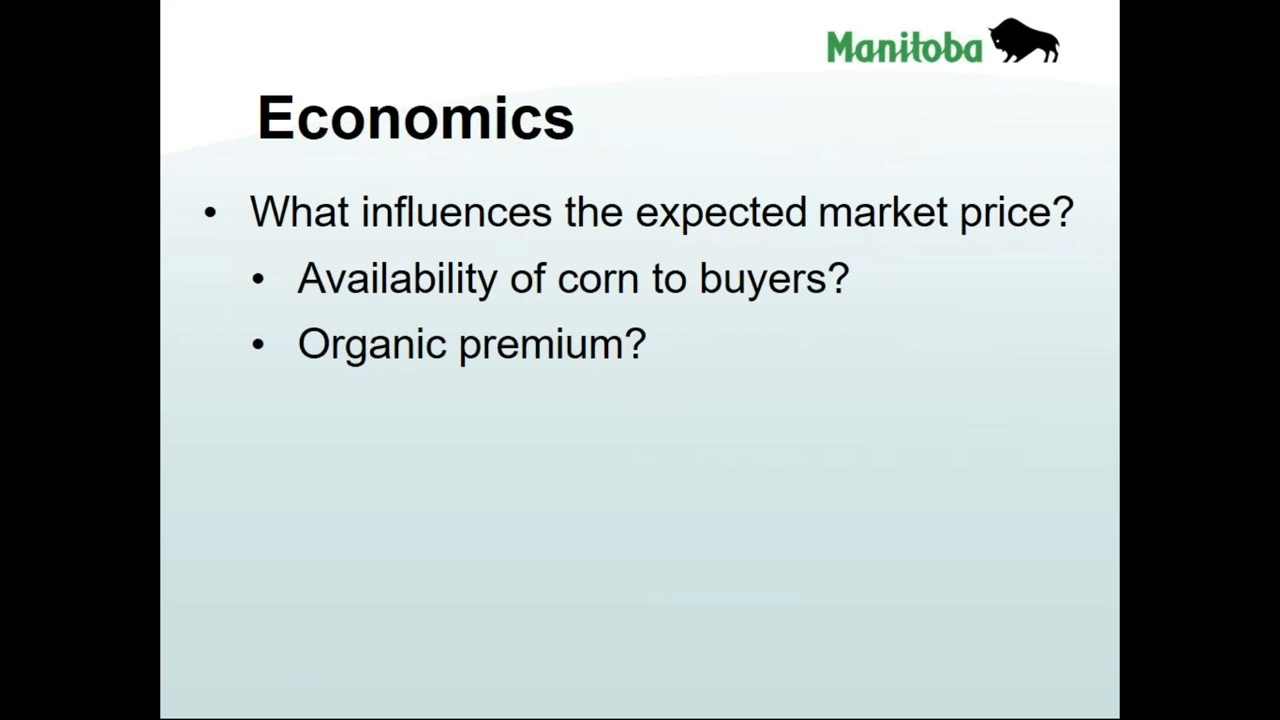 Manitoba
Economics
• What influences the expected market price?
• Availability of corn to buyers?
• Organic premium?